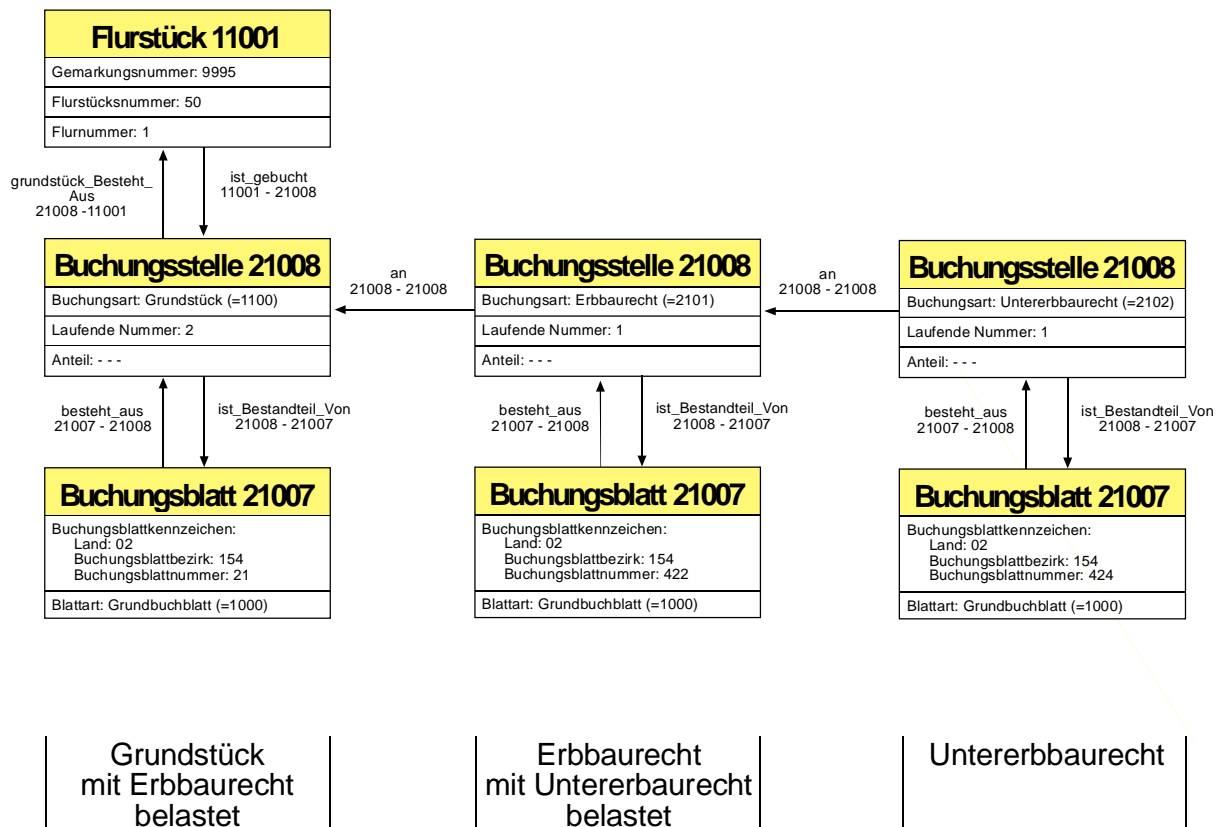 Flurstück 11001
Gemarkungsnummer: 9995
Flurstücksnummer: 50
Flurnummer: 1
grundstück_Besteht_
Aus
21008 -11001
ist_gebucht
11001 - 21008
Buchungsstelle 21008
Buchungsart: Grundstück (=1100)
Laufende Nummer: 2
Anteil: - - -
an
21008 - 21008
Buchungsstelle 21008
Buchungsart: Erbbaurecht (=2101)
Laufende Nummer: 1
Anteil: - - -
an
21008 - 21008
Buchungsstelle 21008
Buchungsart: Untererbbaurecht (=2102)
Laufende Nummer: 1
Anteil: - - -
besteht_aus
21007 - 21008
ist_Bestandteil_Von
21008 - 21007
besteht_aus
21007 - 21008
ist_Bestandteil_Von
21008 - 21007
besteht_aus
21007 - 21008
ist_Bestandteil_Von
21008 - 21007
Buchungsblatt 21007
Buchungsblattkennzeichen:
Land: 02
Buchungsblattbezirk: 154
Buchungsblattnummer: 21
Blattart: Grundbuchblatt (=1000)
Buchungsblatt 21007
Buchungsblattkennzeichen:
Land: 02
Buchungsblattbezirk: 154
Buchungsblattnummer: 422
Blattart: Grundbuchblatt (=1000)
Buchungsblatt 21007
Buchungsblattkennzeichen:
Land: 02
Buchungsblattbezirk: 154
Buchungsblattnummer: 424
Blattart: Grundbuchblatt (=1000)
Grundstück
mit Erbbaurecht
belastet
Erbbaurecht
mit Untererbaurecht
belastet
Untererbbaurecht